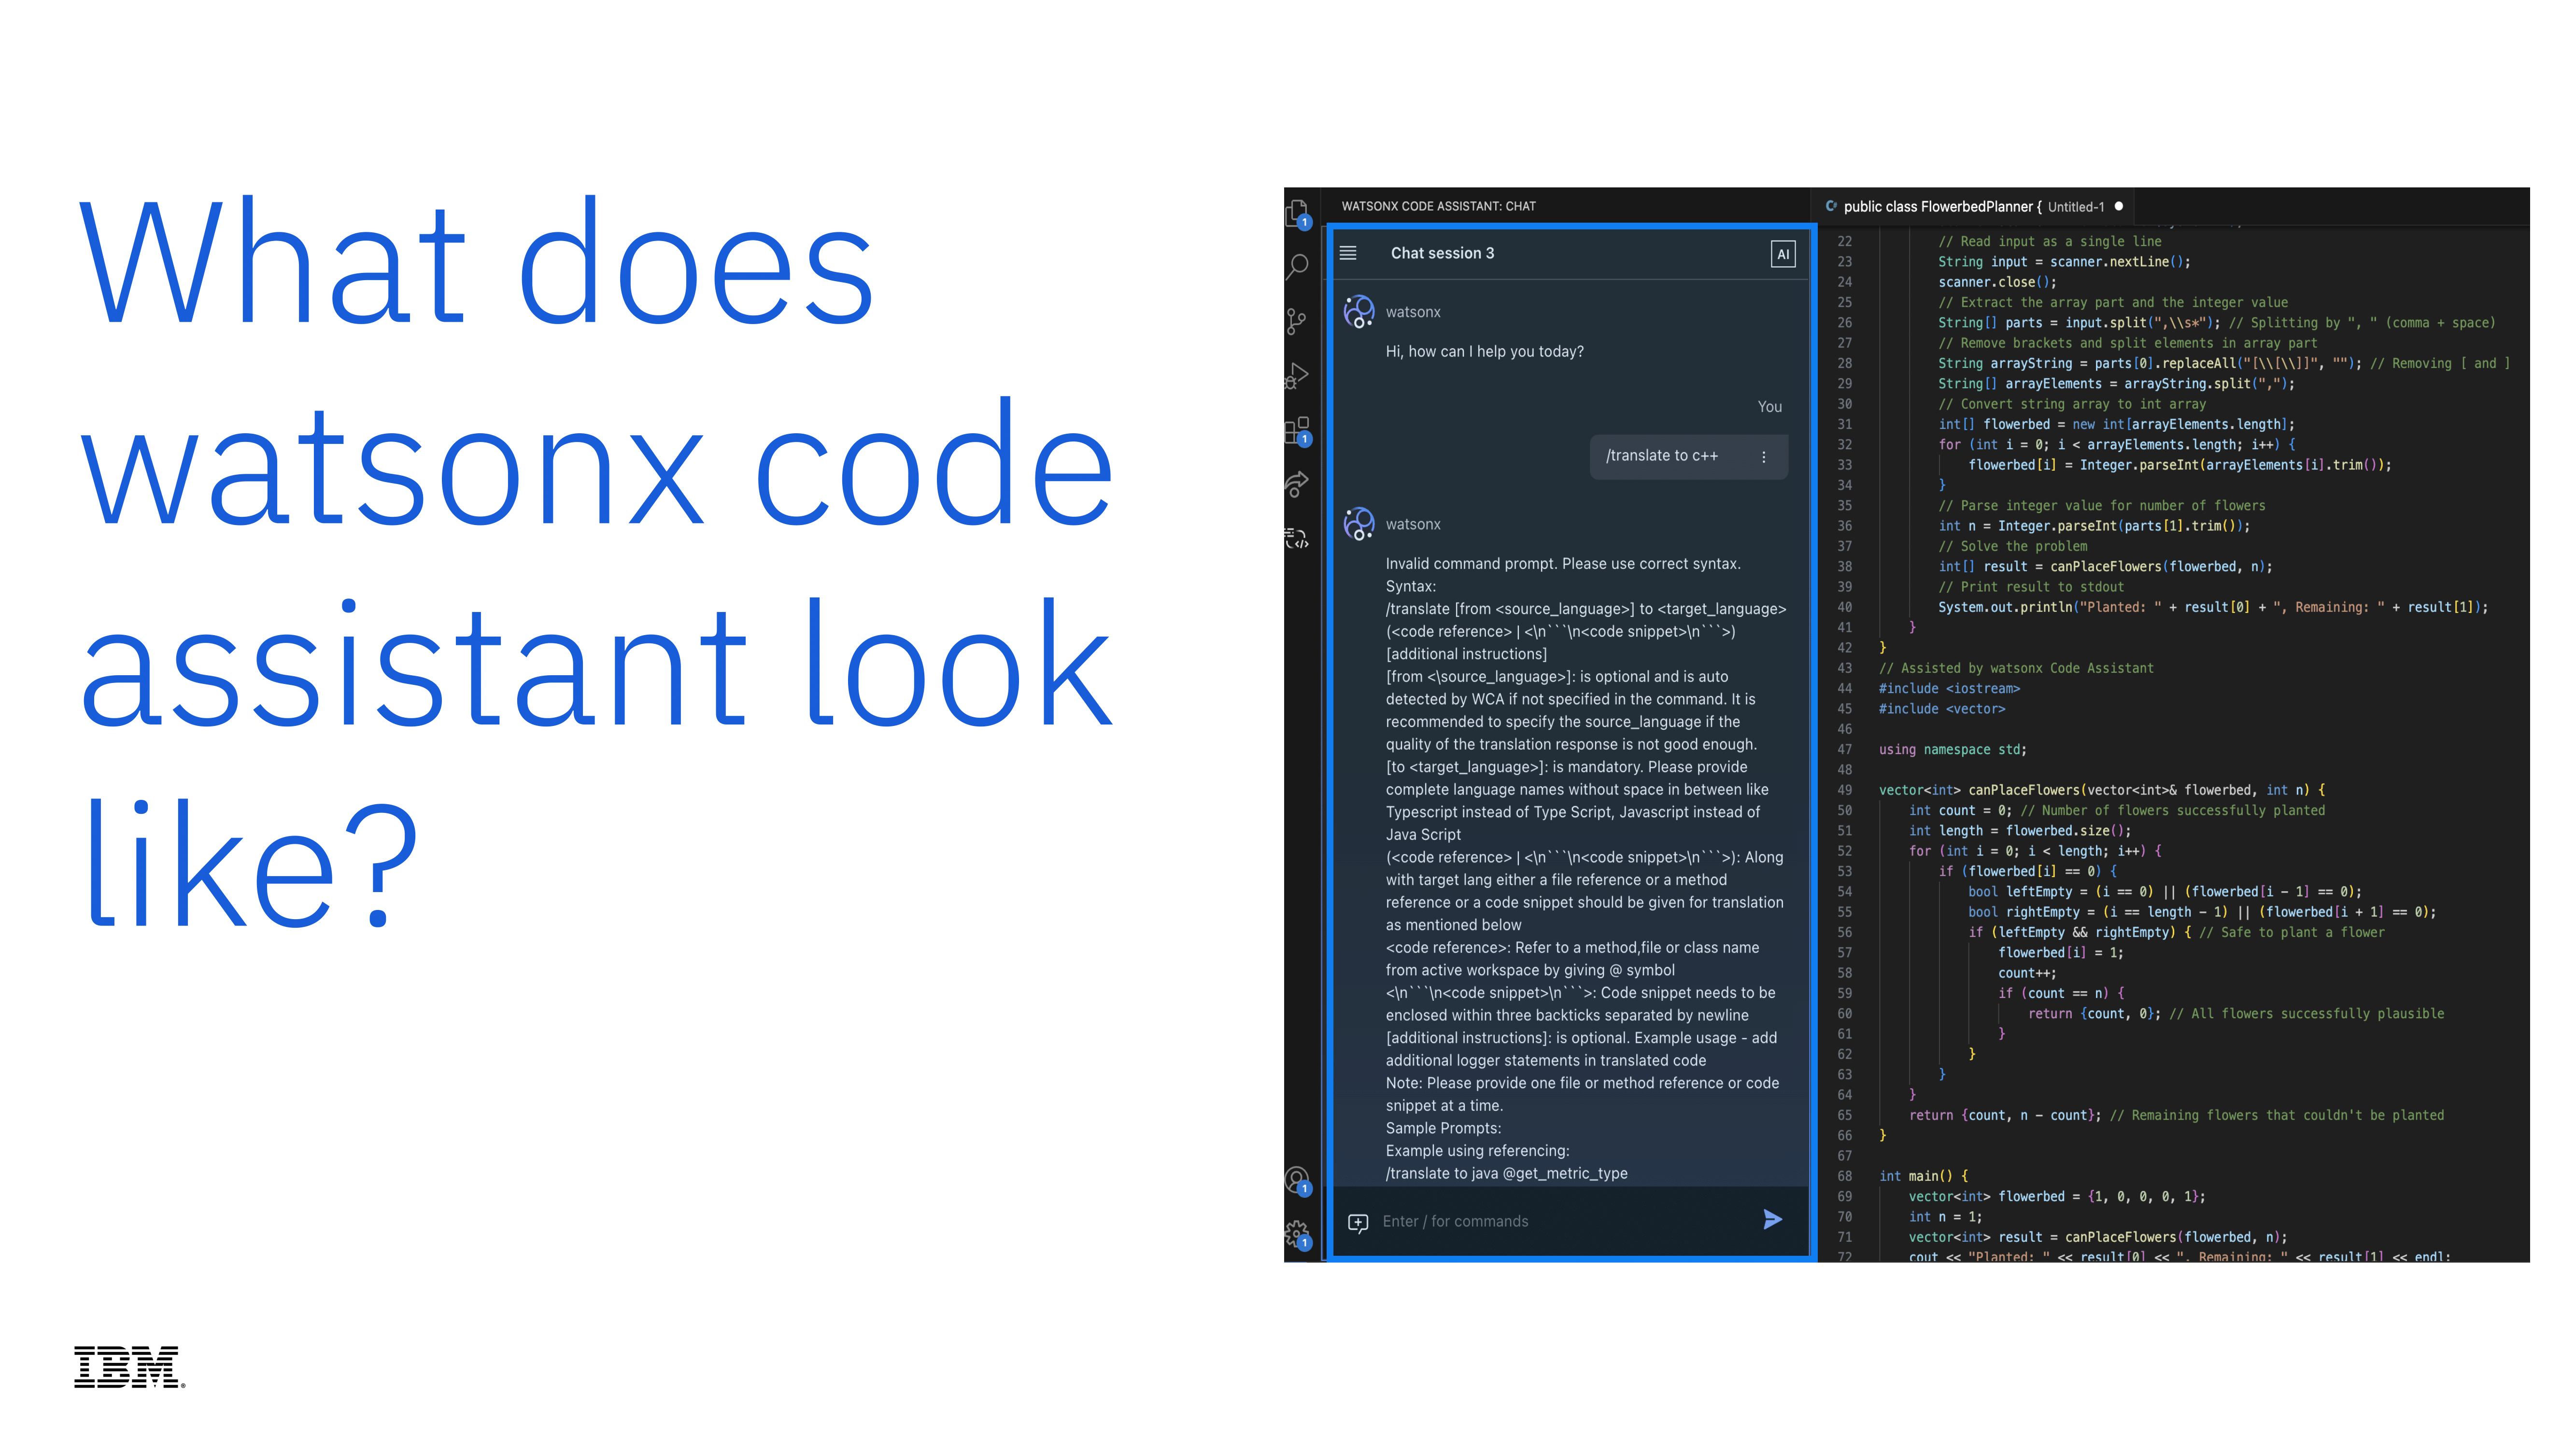 What does
watsonx code
assistant look
like?
WATSONX CODE ASSISTANT: CHAT
Chat session 3
AI
watsonx
Hi, how can I help you today?
You
/translate to c++
watsonx
Invalid command prompt. Please use correct syntax.
Syntax:
/translate [from <source_language>] to <target_language>
(<code reference> | <\n```\n<code snippet>\n```>)
[additional instructions]
[from <\source_language>]: is optional and is auto
detected by WCA if not specified in the command. It is
recommended to specify the source_language if the
quality of the translation response is not good enough.
[to <target_language>]: is mandatory. Please provide
complete language names without space in between like
Typescript instead of Type Script, Javascript instead of
Java Script
(<code reference> | <\n```\n<code snippet>\n```>): Along
with target lang either a file reference or a method
reference or a code snippet should be given for translation
as mentioned below
<code reference>: Refer to a method,file or class name
from active workspace by giving @ symbol
<\n```\n<code snippet>\n```>: Code snippet needs to be
enclosed within three backticks separated by newline
[additional instructions]: is optional. Example usage - add
additional logger statements in translated code
Note: Please provide one file or method reference or code
snippet at a time.
Sample Prompts:
Example using referencing:
/translate to java @get_metric_type
Enter / for commands
1
1
1
1
public class FlowerbedPlanner { Untitled-1
22 // Read input as a single line
23 String input = scanner.nextLine();
24 scanner.close();
25 // Extract the array part and the integer value
26 String[] parts = input.split(",\\s*"); // Splitting by ", " (comma + space)
27 // Remove brackets and split elements in array part
28 String arrayString = parts[0].replaceAll("[\\[\\]]", ""); // Removing [ and ]
29 String[] arrayElements = arrayString.split(",");
30 // Convert string array to int array
31 int[] flowerbed = new int[arrayElements.length];
32 for (int i = 0; i < arrayElements.length; i++) {
33 flowerbed[i] = Integer.parseInt(arrayElements[i].trim());
34 }
35 // Parse integer value for number of flowers
36 int n = Integer.parseInt(parts[1].trim());
37 // Solve the problem
38 int[] result = canPlaceFlowers(flowerbed, n);
39 // Print result to stdout
40 System.out.println("Planted: " + result[0] + ", Remaining: " + result[1]);
41 }
42 }
43 // Assisted by watsonx Code Assistant
44 #include <iostream>
45 #include <vector>
46
47 using namespace std;
48
49 vector<int> canPlaceFlowers(vector<int>& flowerbed, int n) {
50 int count = 0; // Number of flowers successfully planted
51 int length = flowerbed.size();
52 for (int i = 0; i < length; i++) {
53 if (flowerbed[i] == 0) {
54 bool leftEmpty = (i == 0) || (flowerbed[i - 1] == 0);
55 bool rightEmpty = (i == length - 1) || (flowerbed[i + 1] == 0);
56 if (leftEmpty && rightEmpty) { // Safe to plant a flower
57 flowerbed[i] = 1;
58 count++;
59 if (count == n) {
60 return {count, 0}; // All flowers successfully plausible
61 }
62 }
63 }
64 }
65 return {count, n - count}; // Remaining flowers that couldn't be planted
66 }
67
68 int main() {
69 vector<int> flowerbed = {1, 0, 0, 0, 1};
70 int n = 1;
71 vector<int> result = canPlaceFlowers(flowerbed, n);
72 cout << "Planted: " << result[0] << ", Remaining: " << result[1] << endl;
IBM